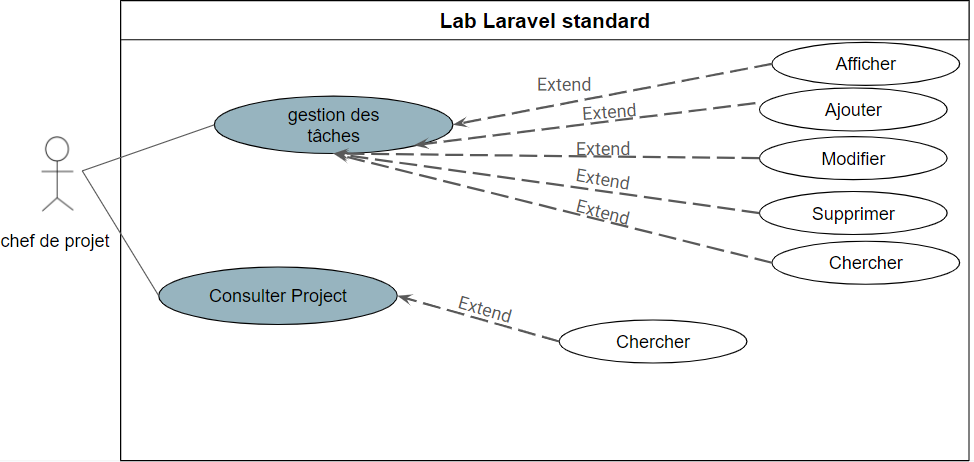 Lab Laravel standard
Afficher
Extend
gestion des
tâches
Extend
Ajouter
Extend
Modifier
Extend
Supprimer
Extend
chef de projet
Chercher
Consulter Project
Extend
Chercher